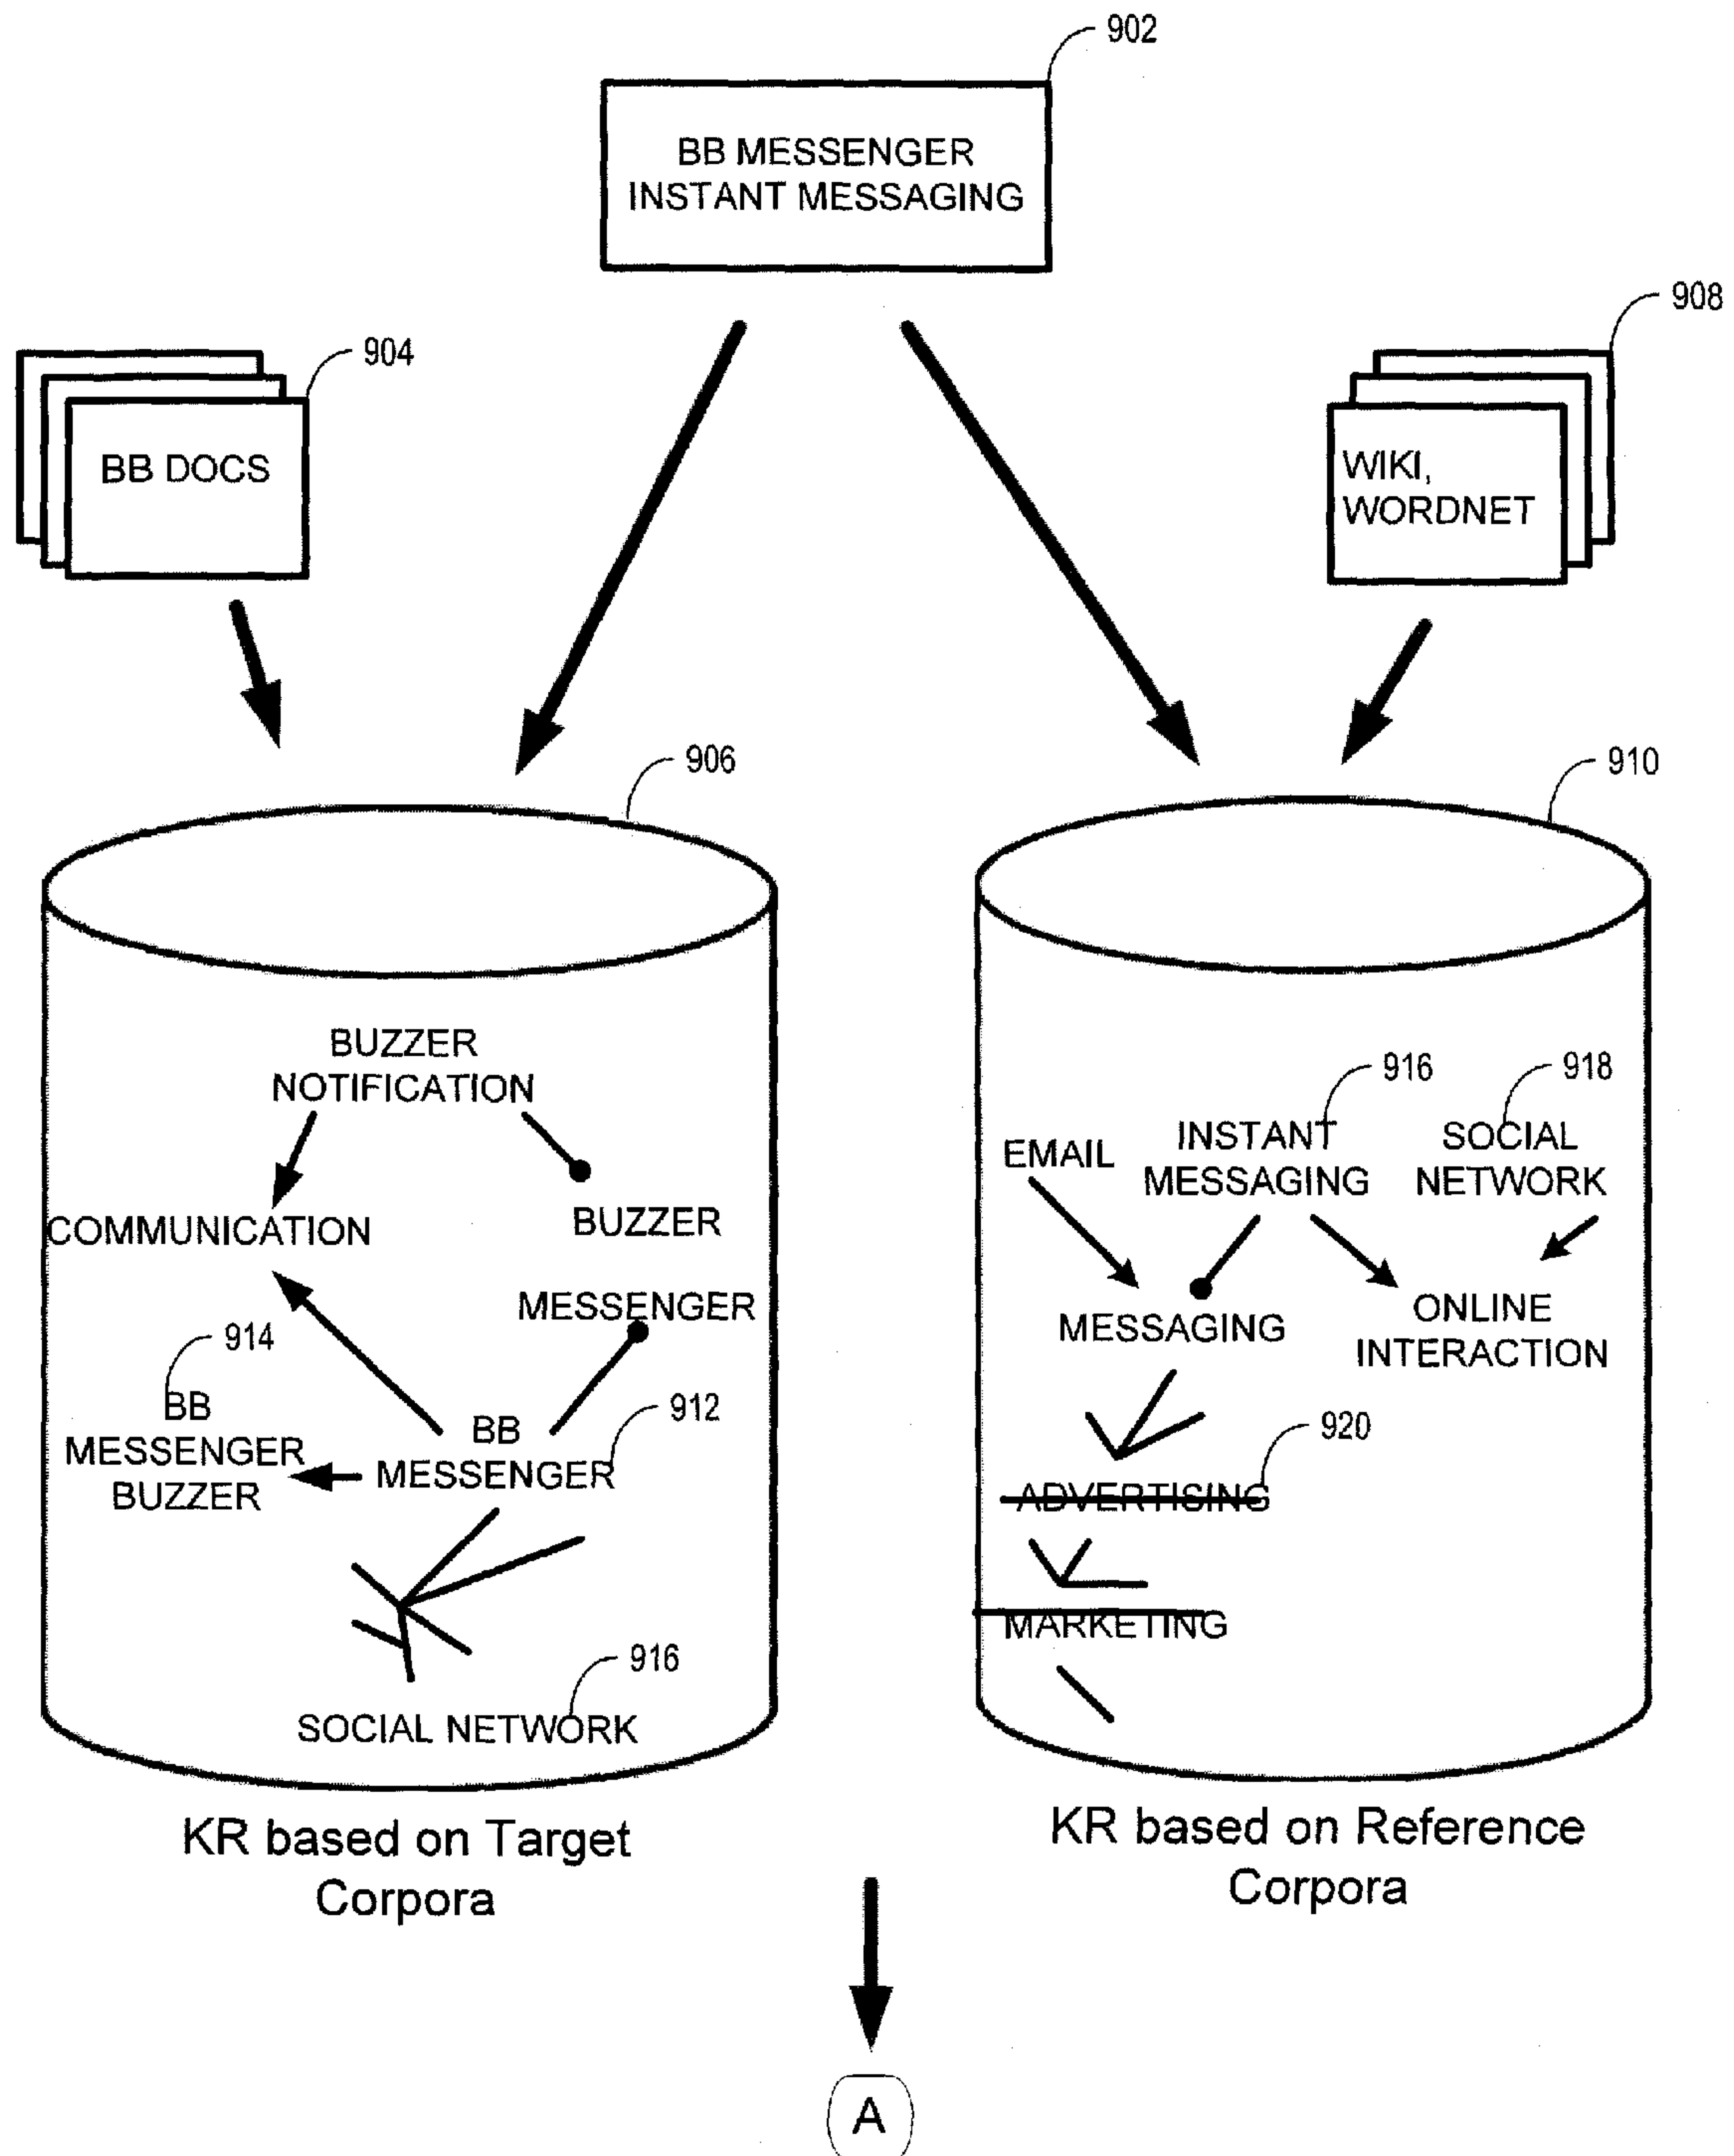 902
BB MESSENGER
INSTANT MESSAGING
908
904
BB DOCS
WIKI,
WORDNET
906
910
BUZZER
NOTIFICATION
COMMUNICATION
BUZZER
MESSENGER
914
BB
MESSENGER
BUZZER
912
BB
MESSENGER
916
SOCIAL NETWORK
916
918
EMAIL
INSTANT
MESSAGING
SOCIAL
NETWORK
MESSAGING
ONLINE
INTERACTION
920
ADVERTISING
MARKETING
KR based on Target
Corpora
KR based on Reference
Corpora
A